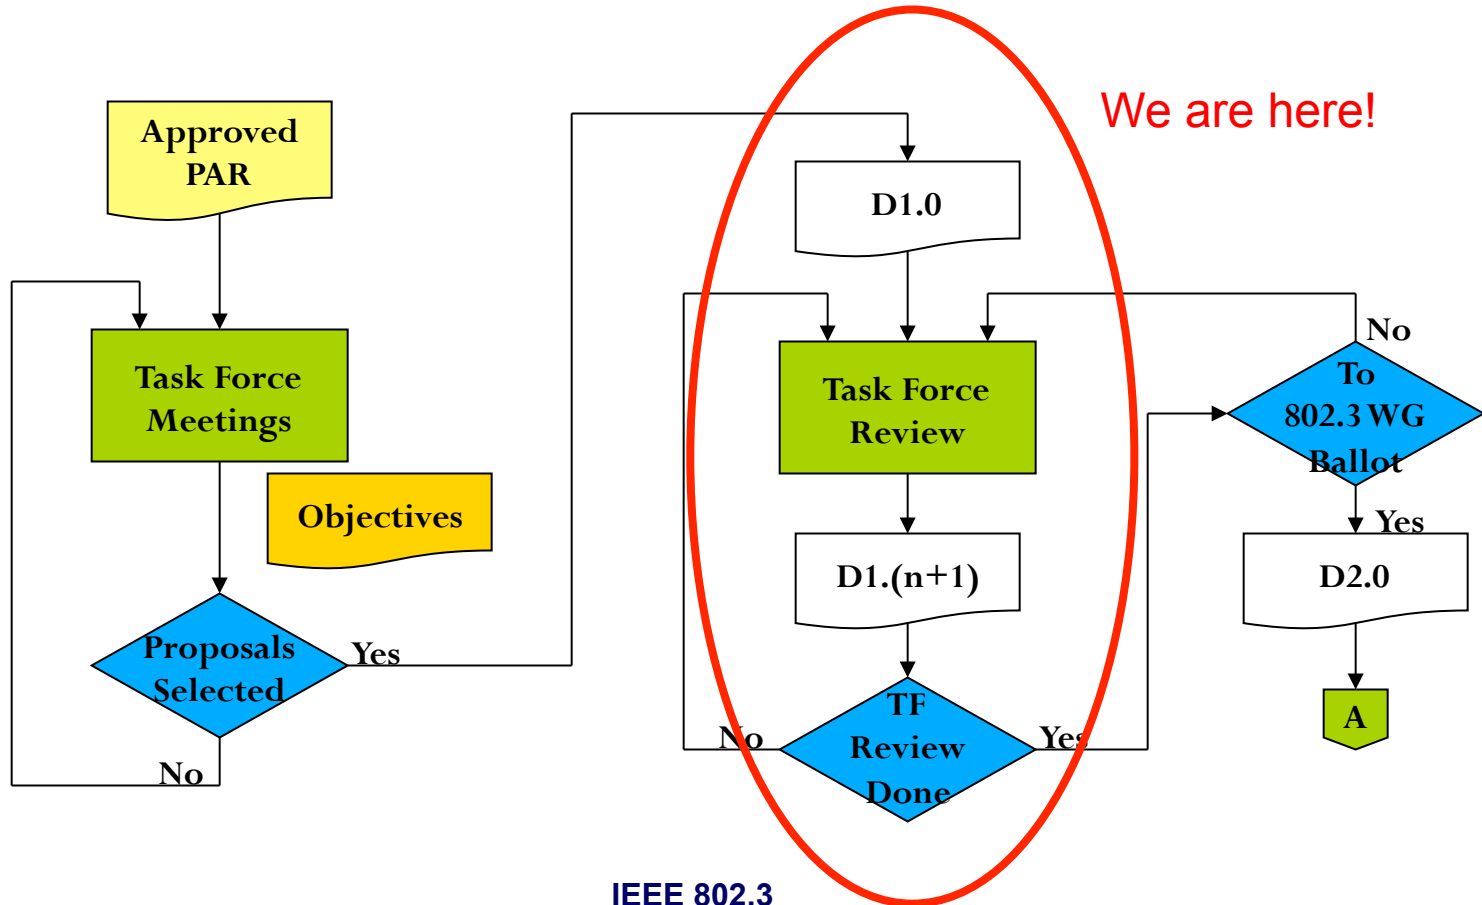 We are here!
Approved
PAR
Task Force
Meetings
Objectives
Proposals
Selected
Yes
No
D1.0
Task Force
Review
D1.(n+1)
TF
Review
Done
No
Yes
To
802.3 WG
Ballot
No
Yes
D2.0
A
IEEE 802.3